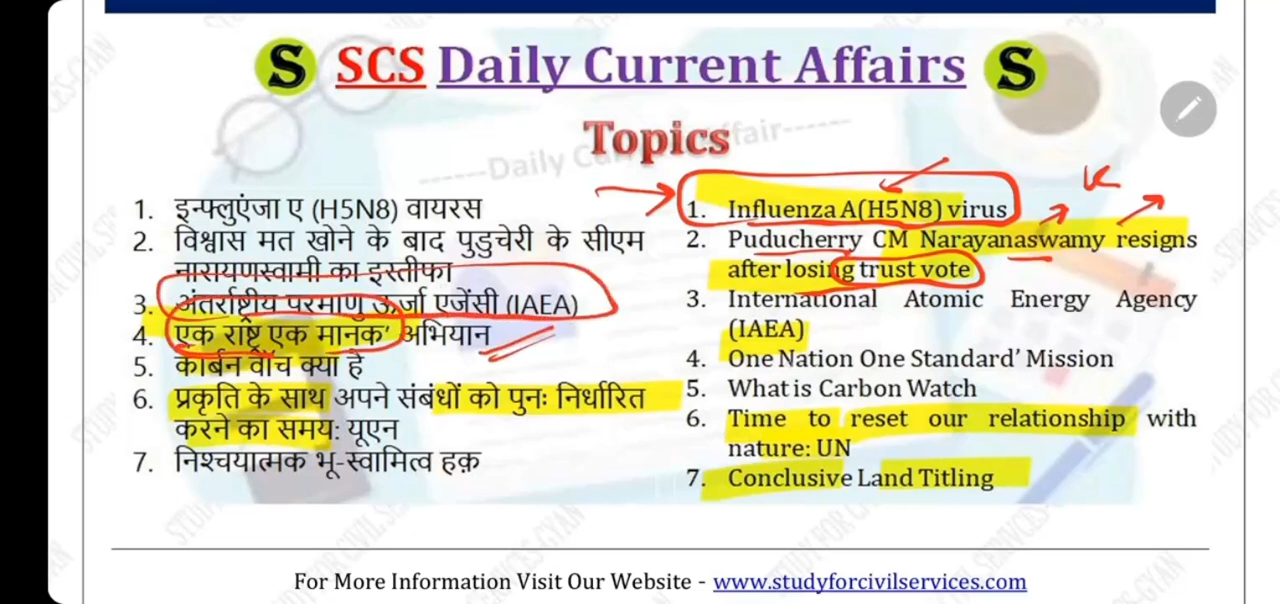 S SCS Daily Current Affairs S
Topics
1. इन्फ्लुएंजा ए (H5N8) वायरस
2. विश्वास मत खोने के बाद पुडुचेरी के सीएम
नारायणस्वामी का इस्तीफा
3. अंतर्राष्ट्रीय परमाणु ऊर्जा एजेंसी (IAEA)
4. एक राष्ट्र एक मानक’ अभियान
5. कार्बन वॉच क्या है
6. प्रकृति के साथ अपने संबंधों को पुनः निर्धारित
करने का समय: यूएन
7. निश्चयात्मक भू-स्वामित्व हक़
1. Influenza A(H5N8) virus
2. Puducherry CM Narayanaswamy resigns
after losing trust vote
3. International Atomic Energy Agency
(IAEA)
4. One Nation One Standard’ Mission
5. What is Carbon Watch
6. Time to reset our relationship with
nature: UN
7. Conclusive Land Titling
For More Information Visit Our Website - www.studyforcivilservices.com